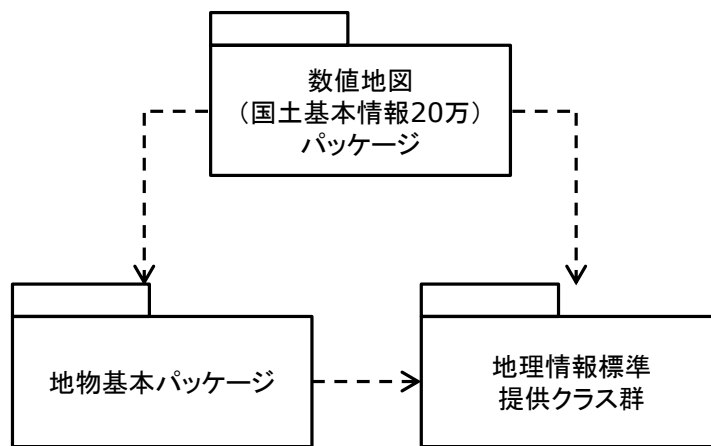 数値地図
（国土基本情報20万）
パッケージ
地物基本パッケージ
地理情報標準
提供クラス群